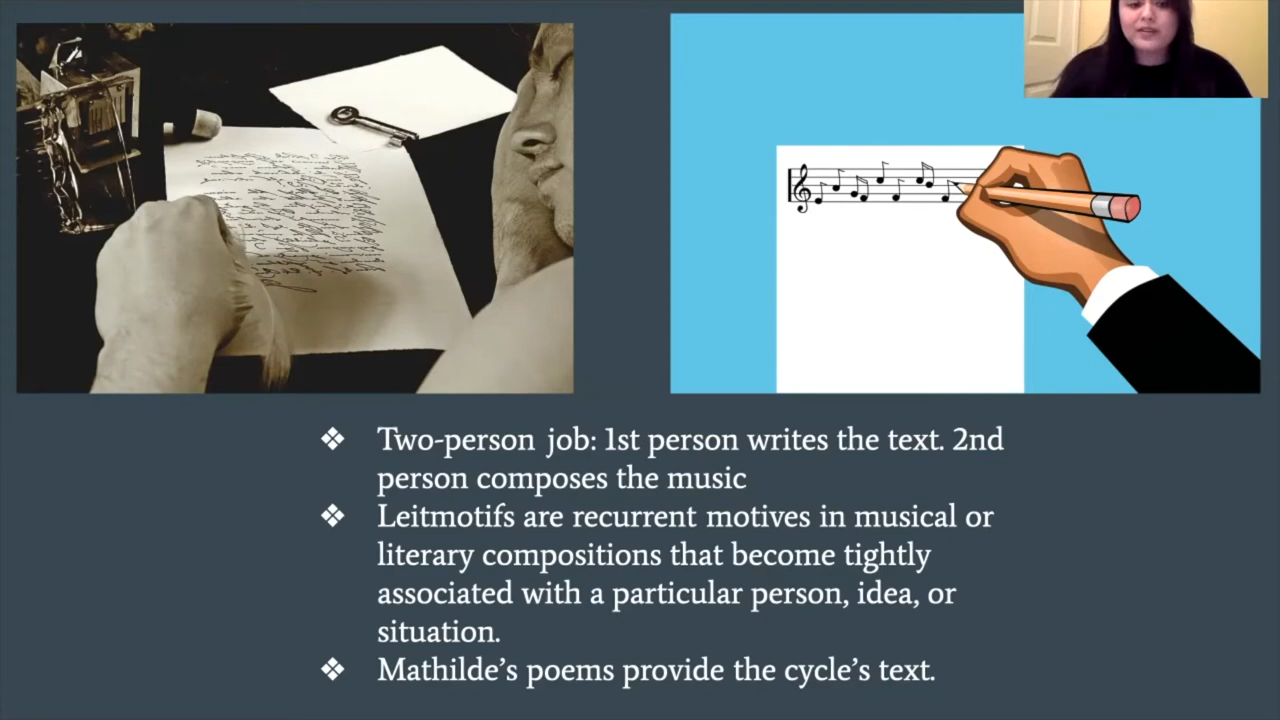 ❖ Two-person job: 1st person writes the text. 2nd
person composes the music
❖ Leitmotifs are recurrent motives in musical or
literary compositions that become tightly
associated with a particular person, idea, or
situation.
❖ Mathilde’s poems provide the cycle’s text.